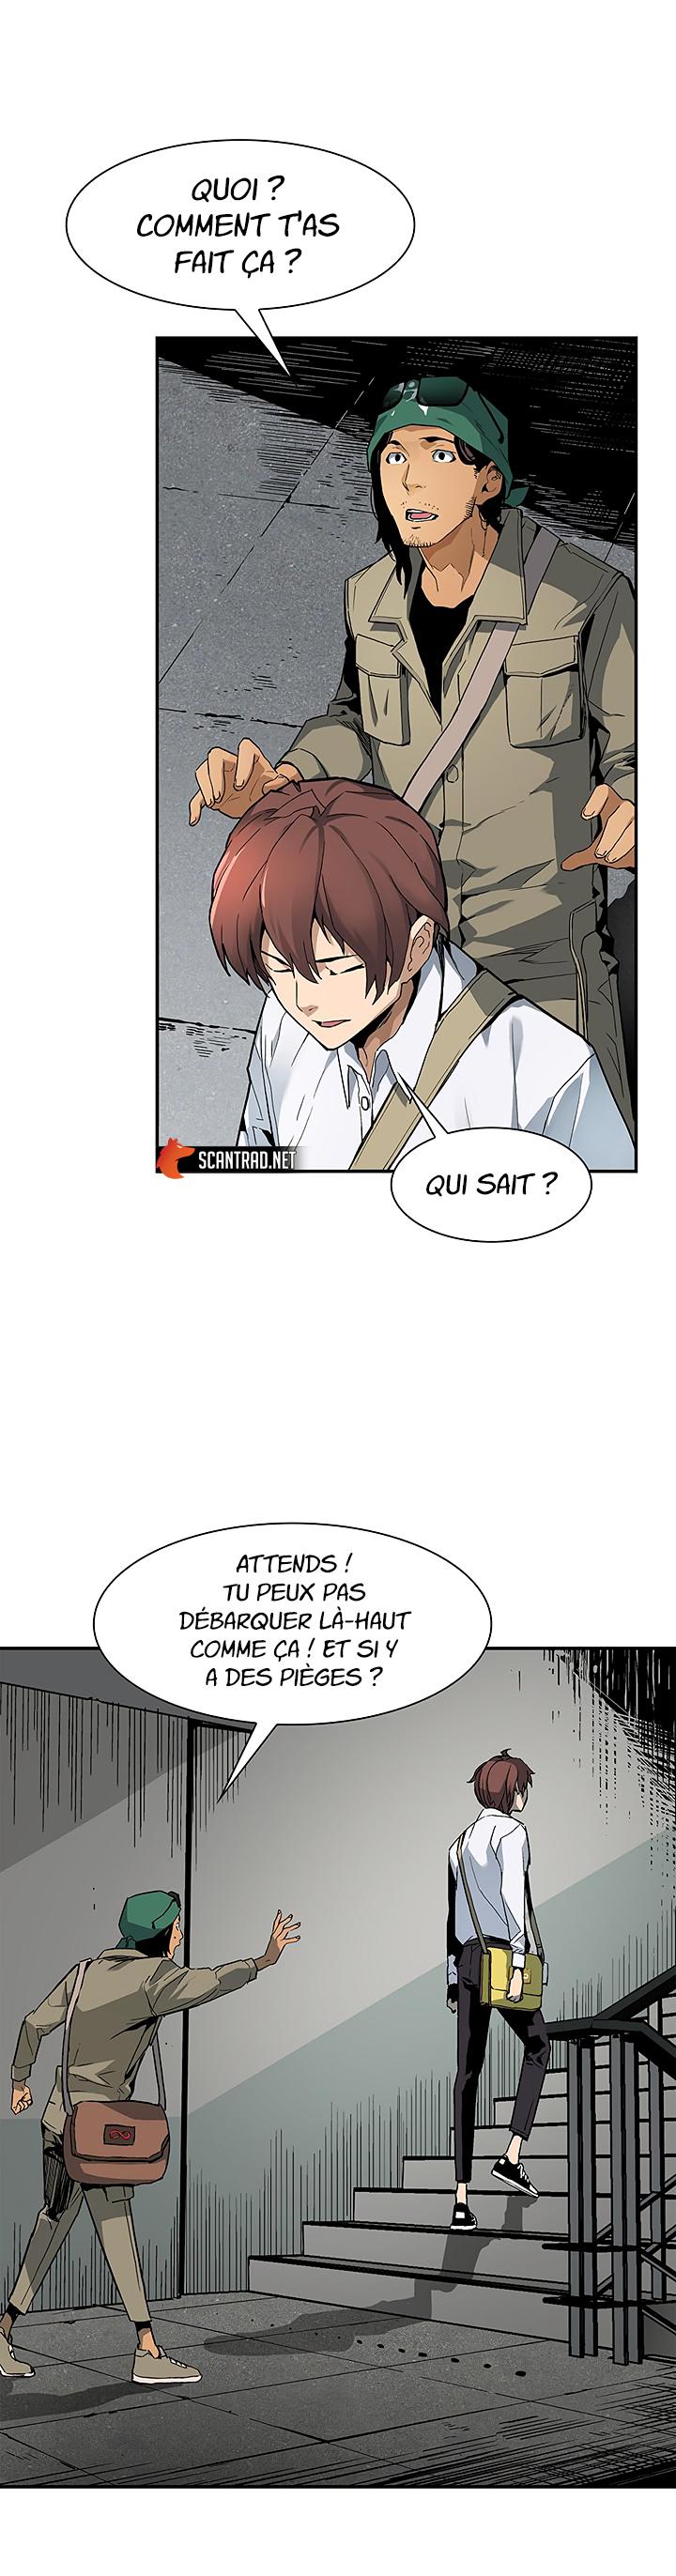 QUOI ?
COMMENT T'AS
FAIT ÇA ?
SCANTRAD.NET
QUI SAIT ?
ATTENDS !
TU PEUX PAS
DÉBARQUER LÀ-HAUT
COMME ÇA ! ET SI Y
A DES PIÈGES ?